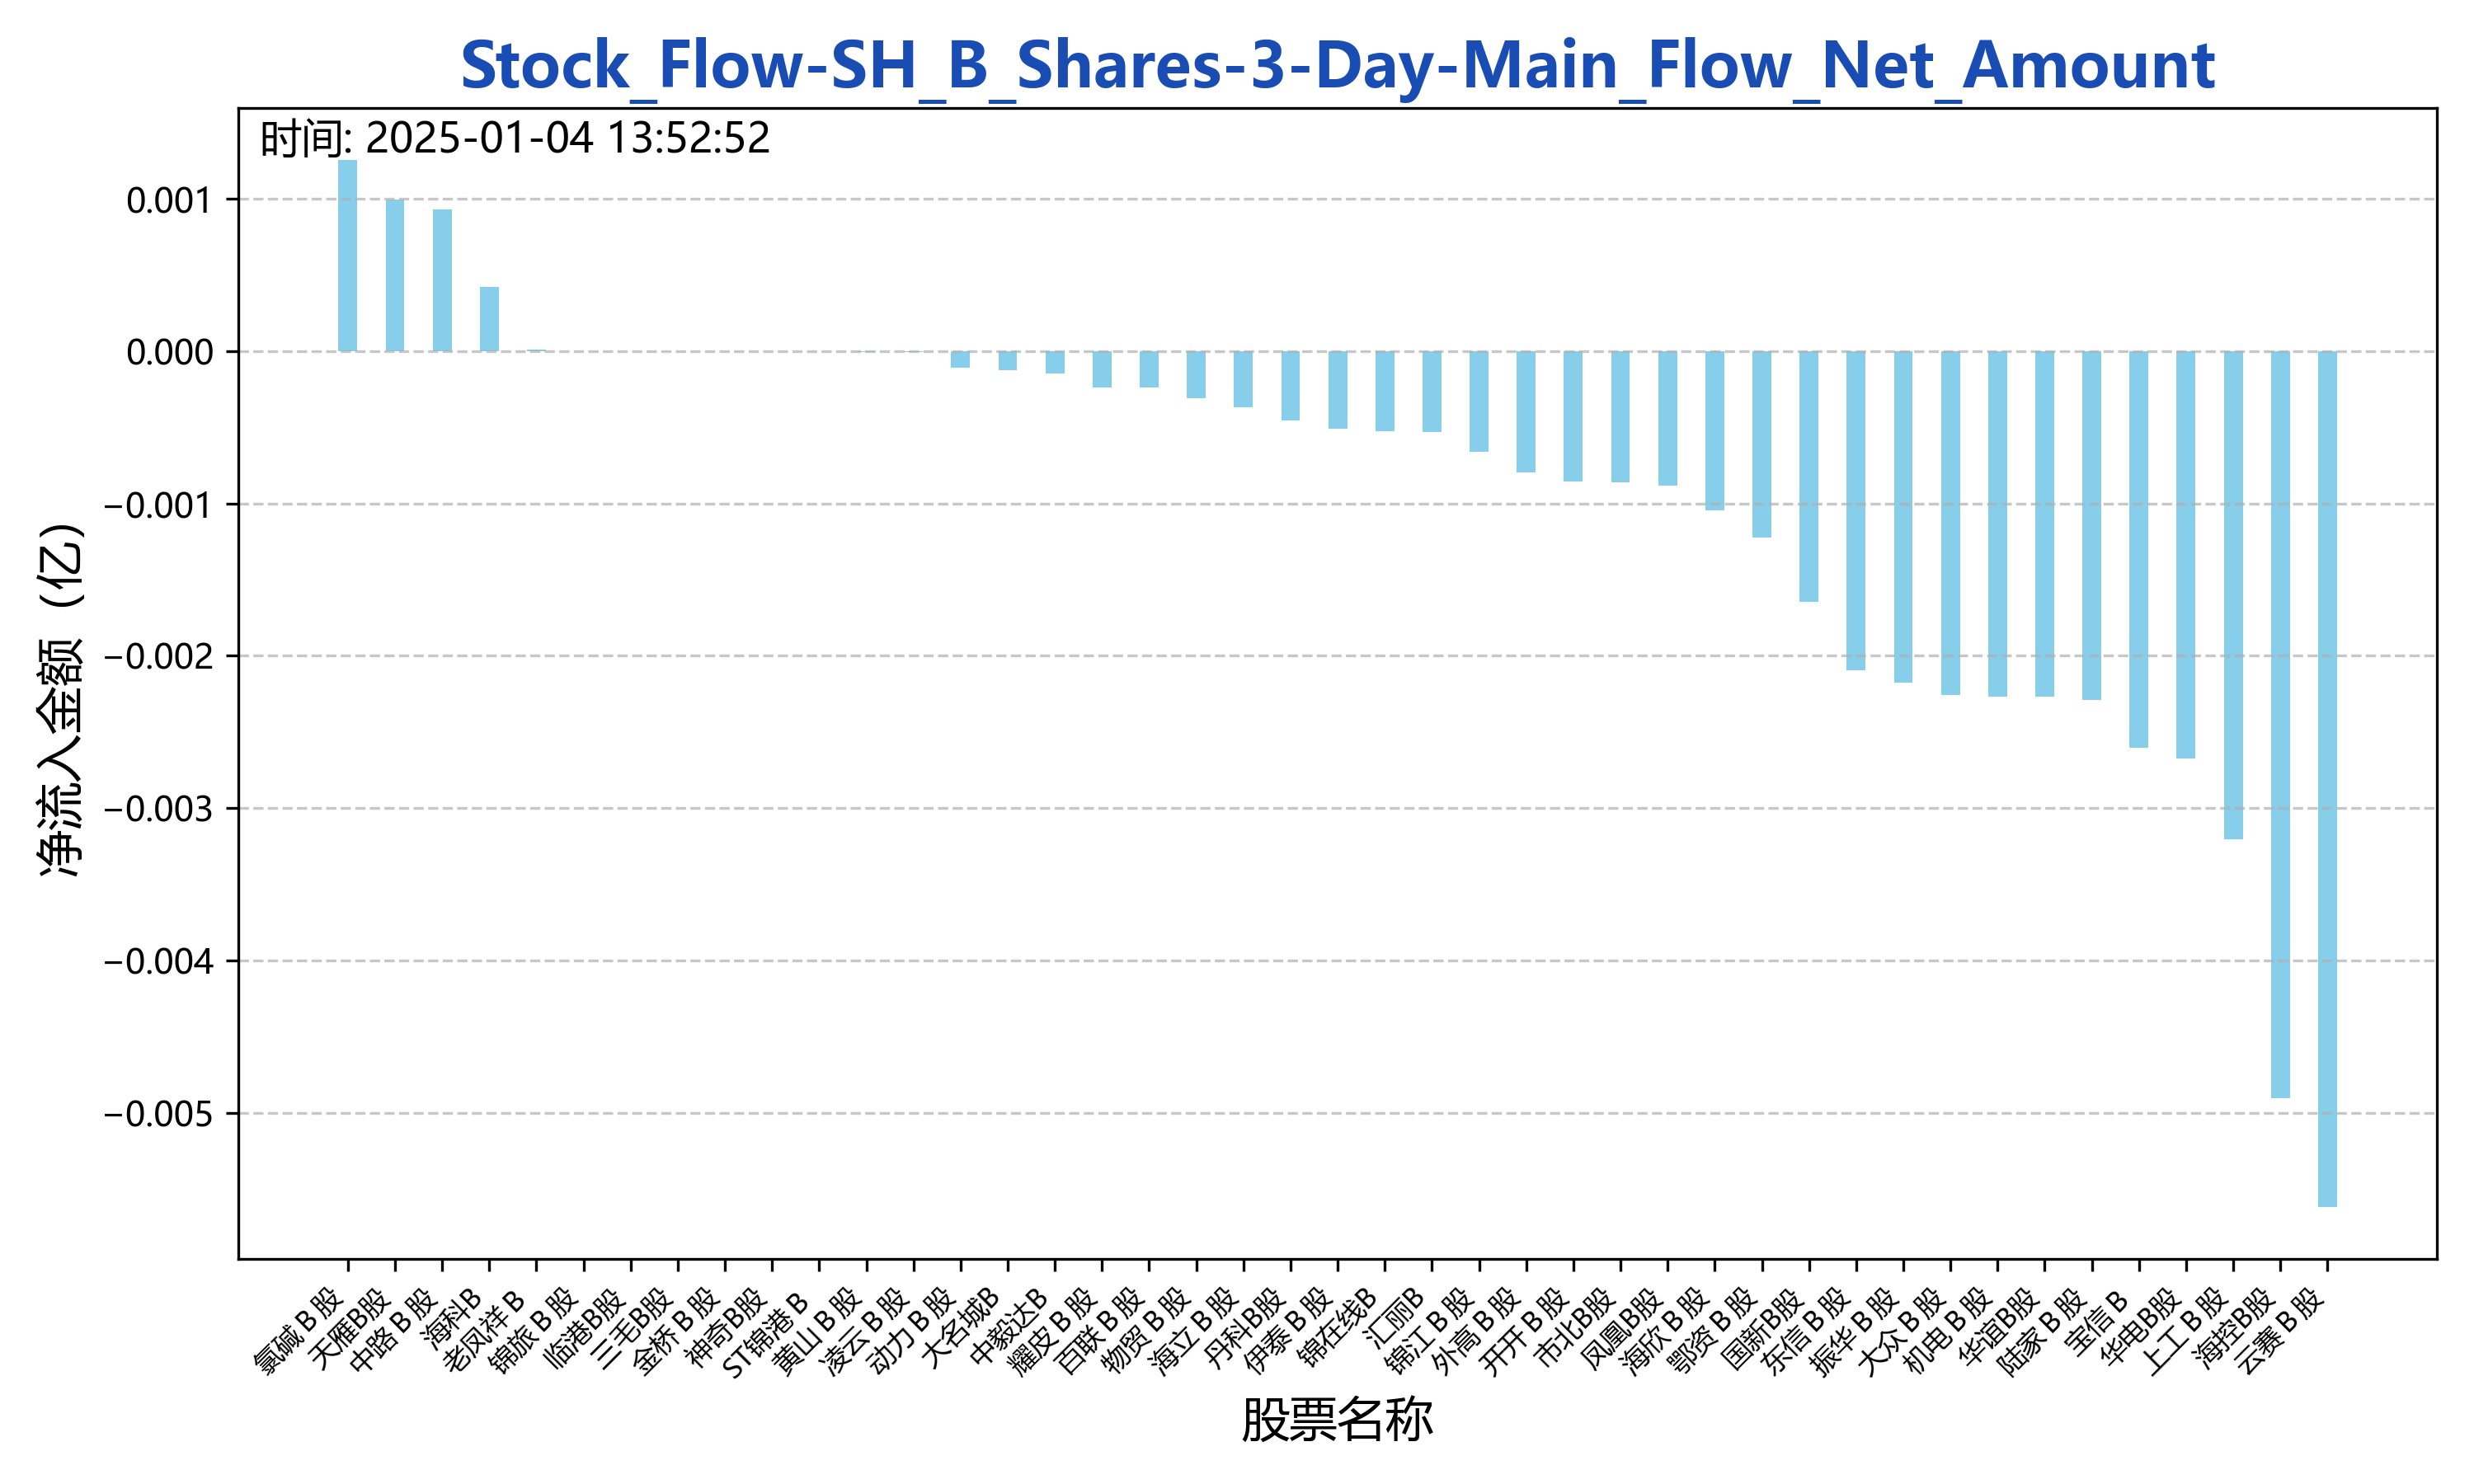 Stock_Flow-SH_B_Shares-3-Day-Main_Flow_Net_Amount
时间: 2025-01-04 13:52:52
净流入金额 (亿)
0.001
0.000
−0.001
−0.002
−0.003
−0.004
−0.005
氯碱Ｂ股
天雁B股
中路Ｂ股
海科B
老凤祥Ｂ
锦旅Ｂ股
临港B股
三毛B股
金桥Ｂ股
神奇B股
ST锦港Ｂ
黄山Ｂ股
凌云Ｂ股
动力Ｂ股
大名城B
中毅达B
耀皮Ｂ股
百联Ｂ股
物贸Ｂ股
海立Ｂ股
丹科B股
伊泰Ｂ股
锦在线B
汇丽B
锦江Ｂ股
外高Ｂ股
开开Ｂ股
市北B股
凤凰B股
海欣Ｂ股
鄂资Ｂ股
国新B股
东信Ｂ股
振华Ｂ股
大众Ｂ股
机电Ｂ股
华谊B股
陆家Ｂ股
宝信Ｂ
华电B股
上工Ｂ股
海控B股
云赛Ｂ股
股票名称